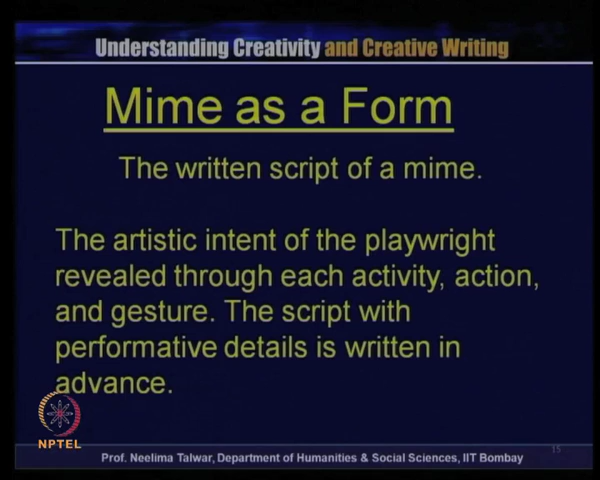 Understanding Creativity and Creative Writing
Mime as a Form
The written script of a mime.
The artistic intent of the playwright
revealed through each activity, action,
and gesture. The script with
performative details is written in
advance.
NPTEL
15
Prof. Neelima Talwar, Department of Humanities & Social Sciences, IIT Bombay